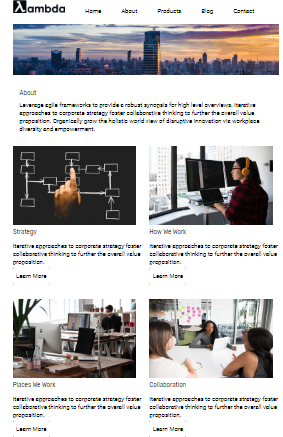 λambda
Home About Products Blog Contact
About
Leverage agile frameworks to provide a robust synopsis for high level overviews. Iterative
approaches to corporate strategy foster collaborative thinking to further the overall value
proposition. Organically grow the holistic world view of disruptive innovation via workplace
diversity and empowerment.
Strategy
Iterative approaches to corporate strategy foster
collaborative thinking to further the overall value
proposition.
Learn More
How We Work
Iterative approaches to corporate strategy foster
collaborative thinking to further the overall value
proposition.
Learn More
Places We Work
Iterative approaches to corporate strategy foster
collaborative thinking to further the overall value
proposition.
Learn More
Collaboration
Iterative approaches to corporate strategy foster
collaborative thinking to further the overall value
proposition.
Learn More